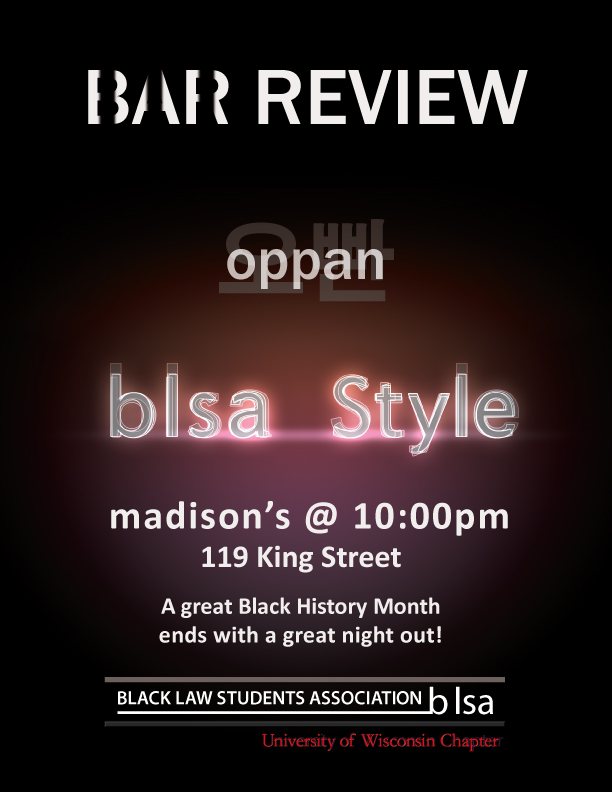 BAR REVIEW
오빤
oppan
blsa Style
madison's @ 10:00pm
119 King Street
A great Black History Month
ends with a great night out!
BLACK LAW STUDENTS ASSOCIATION blsa
University of Wisconsin Chapter